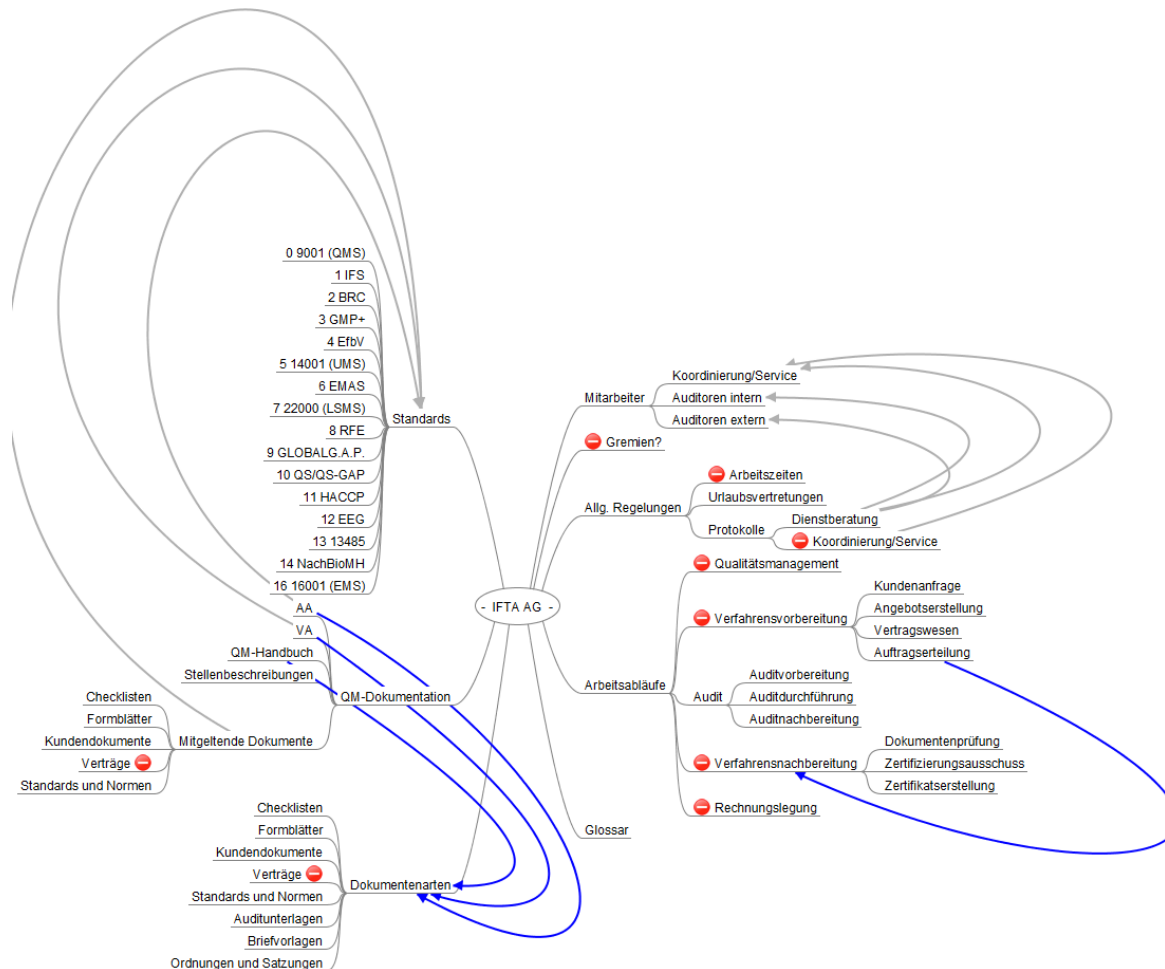 0 9001 (QMS)
1 IFS
2 BRC
3 GMP+
4 EfbV
5 14001 (UMS)
6 EMAS
7 22000 (LSMS)
8 RFE
9 GLOBALG.A.P.
10 QS/QS-GAP
11 HACCP
12 EEG
13 13485
14 NachBioMH
16 16001 (EMS)
Standards
AA
VA
QM-Handbuch
Stellenbeschreibungen
QM-Dokumentation
Mitgeltende Dokumente
Checklisten
Formblätter
Kundendokumente
Verträge
Standards und Normen
Checklisten
Formblätter
Kundendokumente
Verträge
Standards und Normen
Auditunterlagen
Briefvorlagen
Ordnungen und Satzungen
Dokumentenarten
- IFTA AG -
Mitarbeiter
Koordinierung/Service
Auditoren intern
Auditoren extern
Gremien?
Allg. Regelungen
Arbeitszeiten
Urlaubsvertretungen
Protokolle
Dienstberatung
Koordinierung/Service
Arbeitsabläufe
Qualitätsmanagement
Verfahrensvorbereitung
Kundenanfrage
Angebotserstellung
Vertragswesen
Auftragserteilung
Audit
Auditvorbereitung
Auditdurchführung
Auditnachbereitung
Verfahrensnachbereitung
Dokumentenprüfung
Zertifizierungsausschuss
Zertifikatserstellung
Rechnungslegung
Glossar